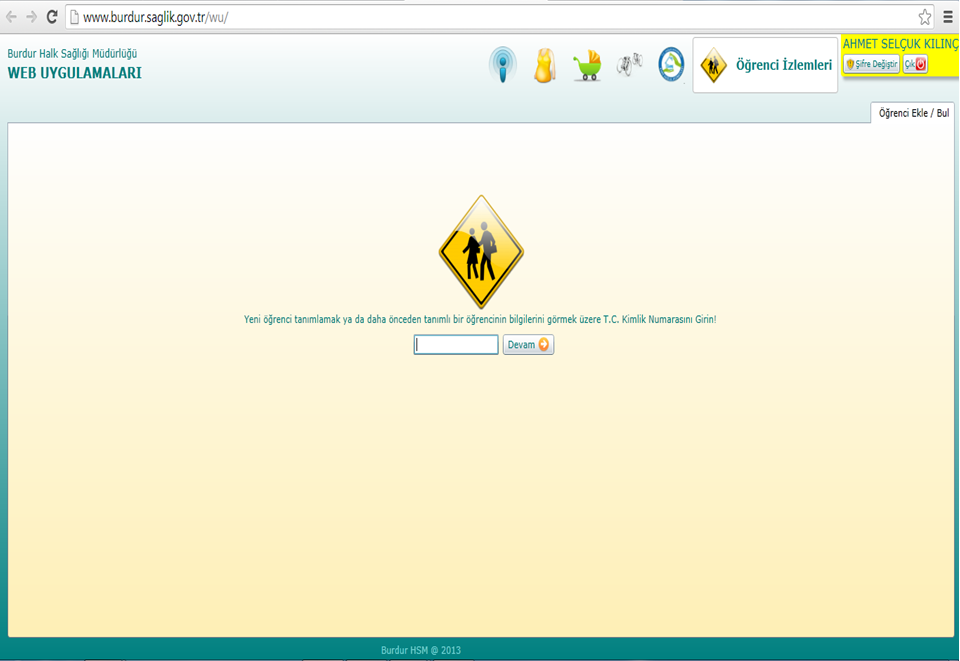 www.burdur.saglik.gov.tr/wu/
Burdur Halk Sağlığı Müdürlüğü
WEB UYGULAMALARI
Öğrenci İzlemleri
AHMET SELÇUK KILINÇ
Şifre Değiştir
Çık
Öğrenci Ekle / Bul
Yeni öğrenci tanımlamak ya da daha önceden tanımlı bir öğrencinin bilgilerini görmek üzere T.C. Kimlik Numarasını Girin!
Devam
Burdur HSM @ 2013